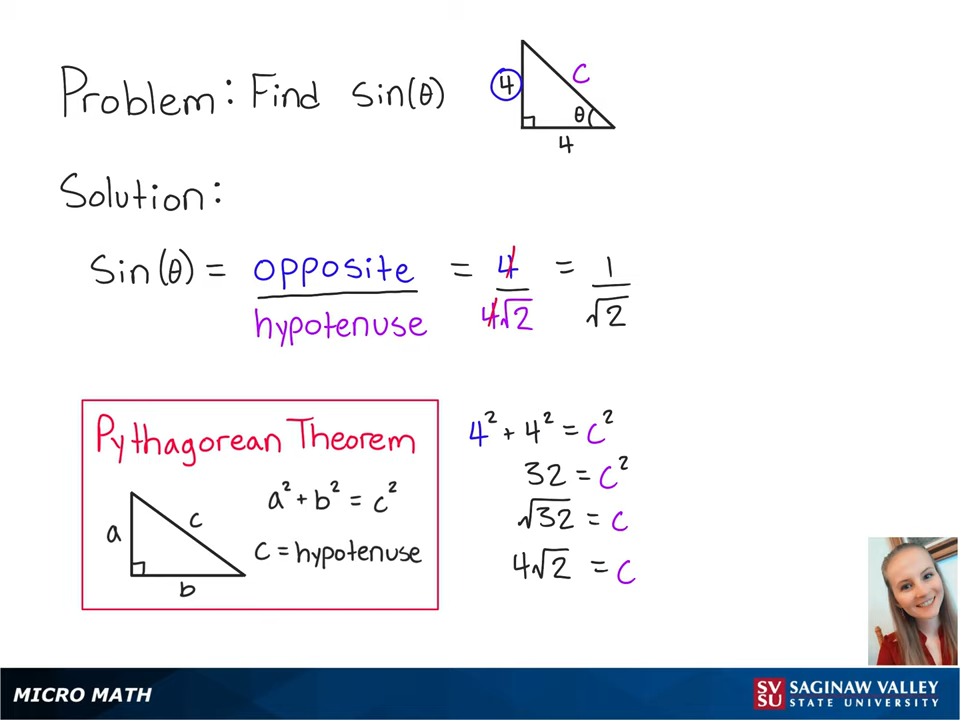 Problem: Find sin(θ)
4
c
θ
4
Solution:
Sin(θ) = opposite / hypotenuse = 4 / 4√2 = 1 / √2
Pythagorean Theorem
a
c
b
a² + b² = c²
c = hypotenuse
4² + 4² = c²
32 = c²
√32 = c
4√2 = c
MICRO MATH
SV
SU
SAGINAW VALLEY
STATE UNIVERSITY